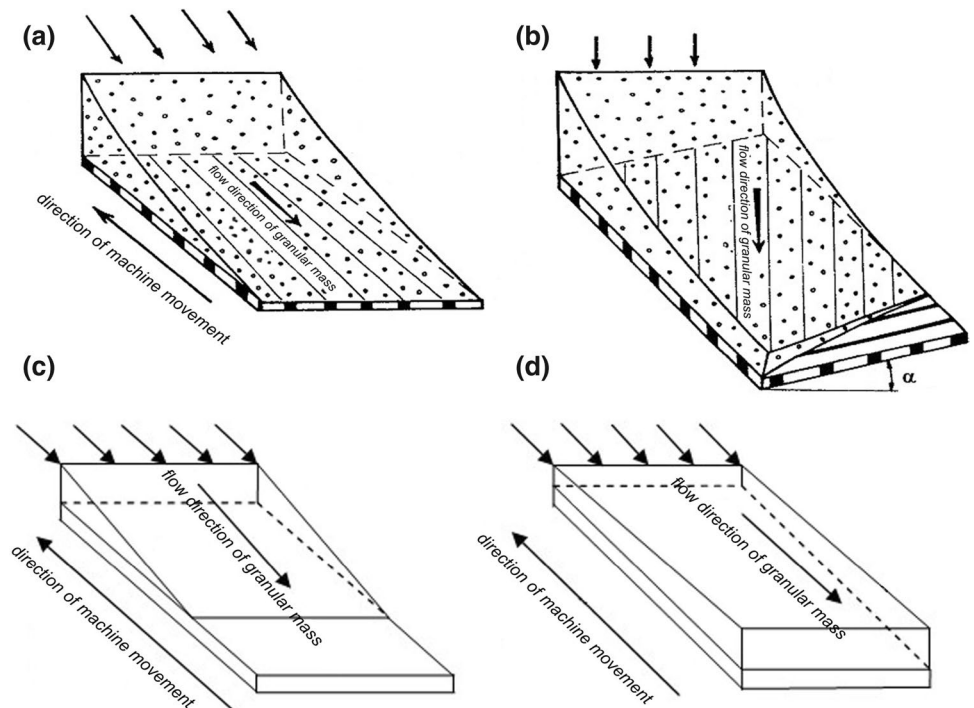 (a)
(b)
flow direction of granular mass
direction of machine movement
flow direction of granular mass
α
(c)
(d)
flow direction of granular mass
direction of machine movement
flow direction of granular mass
direction of machine movement